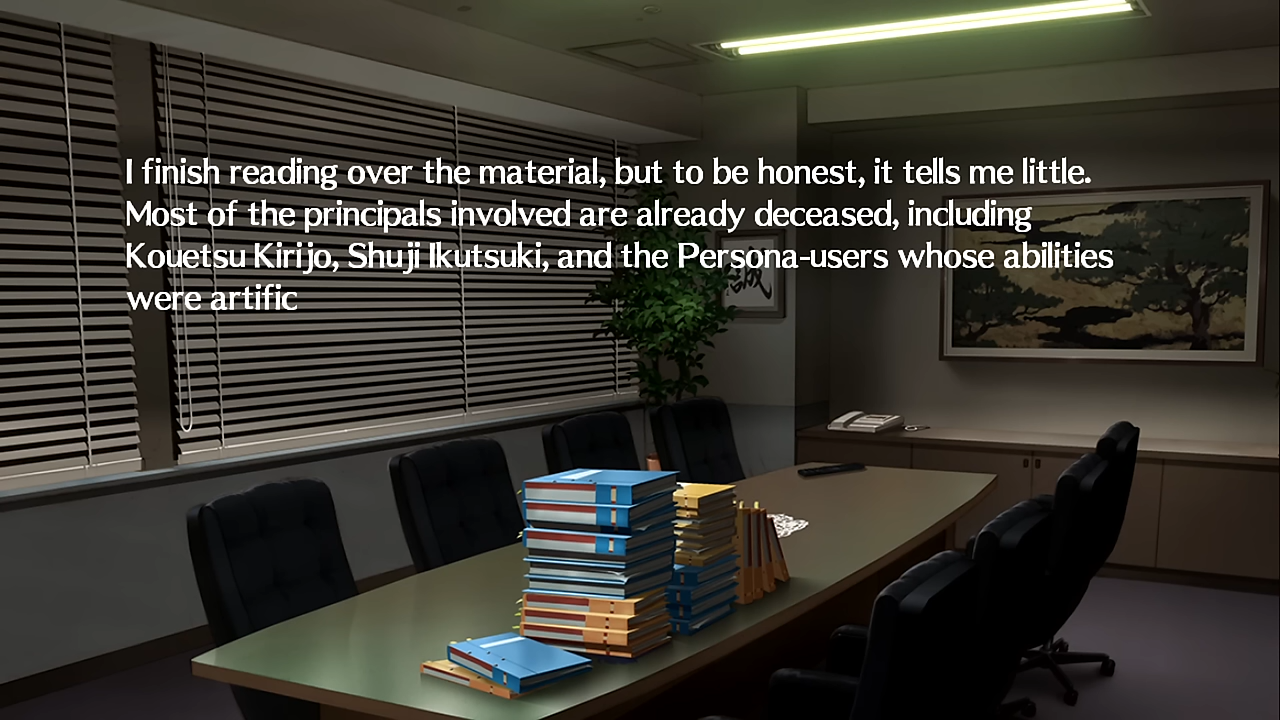 I finish reading over the material, but to be honest, it tells me little.
Most of the principals involved are already deceased, including
Kouetsu Kirijo, Shuji Ikutsuki, and the Persona-users whose abilities
were artific